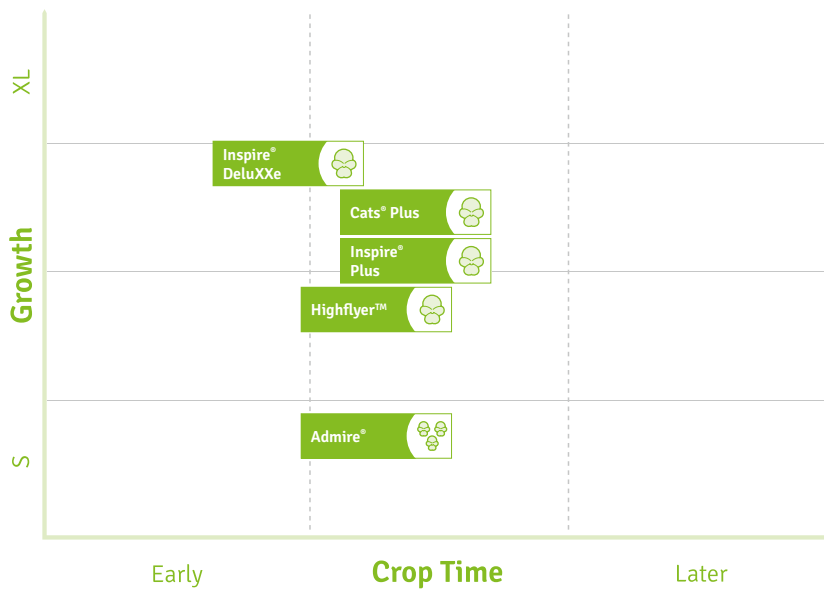 XL
Growth
S
Inspire®
DeluXXe
Cats® Plus
Inspire®
Plus
Highflyer™
Admire®
Early
Crop Time
Later